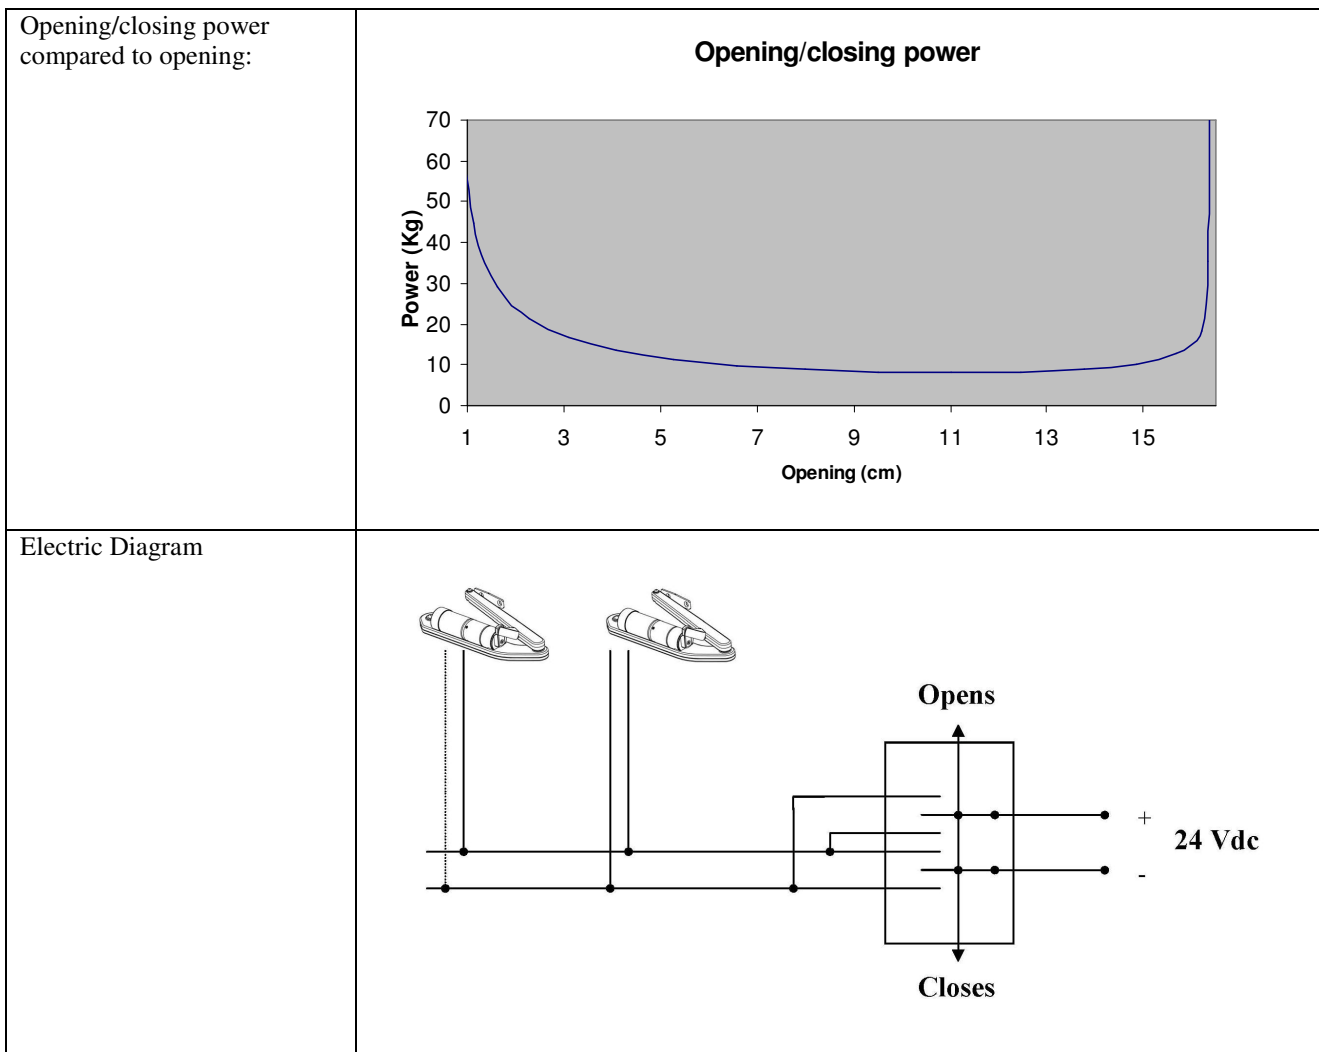 Opening/closing power
compared to opening:
Opening/closing power
70
60
50
40
30
20
10
0
Power (Kg)
1 3 5 7 9 11 13 15
Opening (cm)
Electric Diagram
Opens
+
24 Vdc
-
Closes